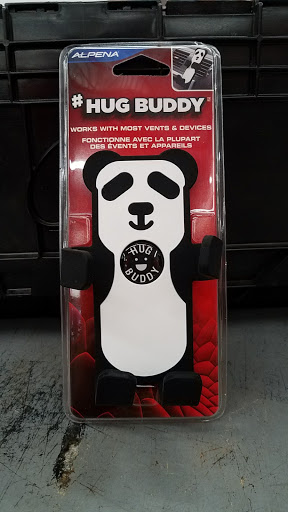 ALPENA
# HUG BUDDY
WORKS WITH MOST VENTS & DEVICES
FONCTIONNE AVEC LA PLUPART
DES ÉVENTS ET APPAREILS
HUG
BUDDY